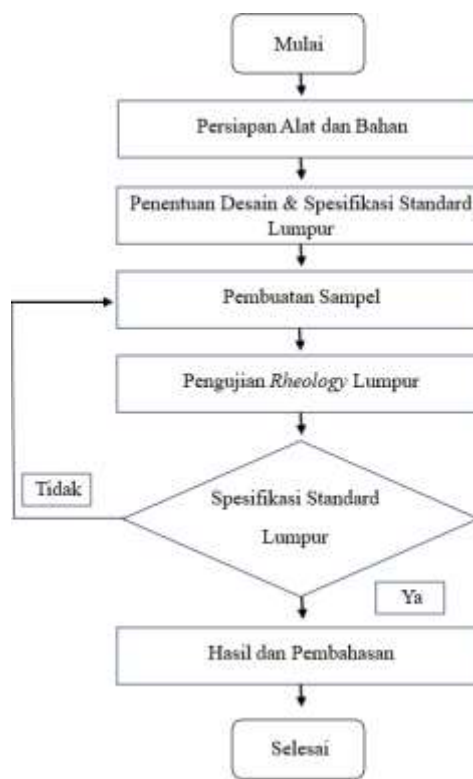 Mulai
Persiapan Alat dan Bahan
Penentuan Desain & Spesifikasi Standard
Lumpur
Pembuatan Sampel
Pengujian Rheology Lumpur
Tidak
Spesifikasi Standard
Lumpur
Ya
Hasil dan Pembahasan
Selesai